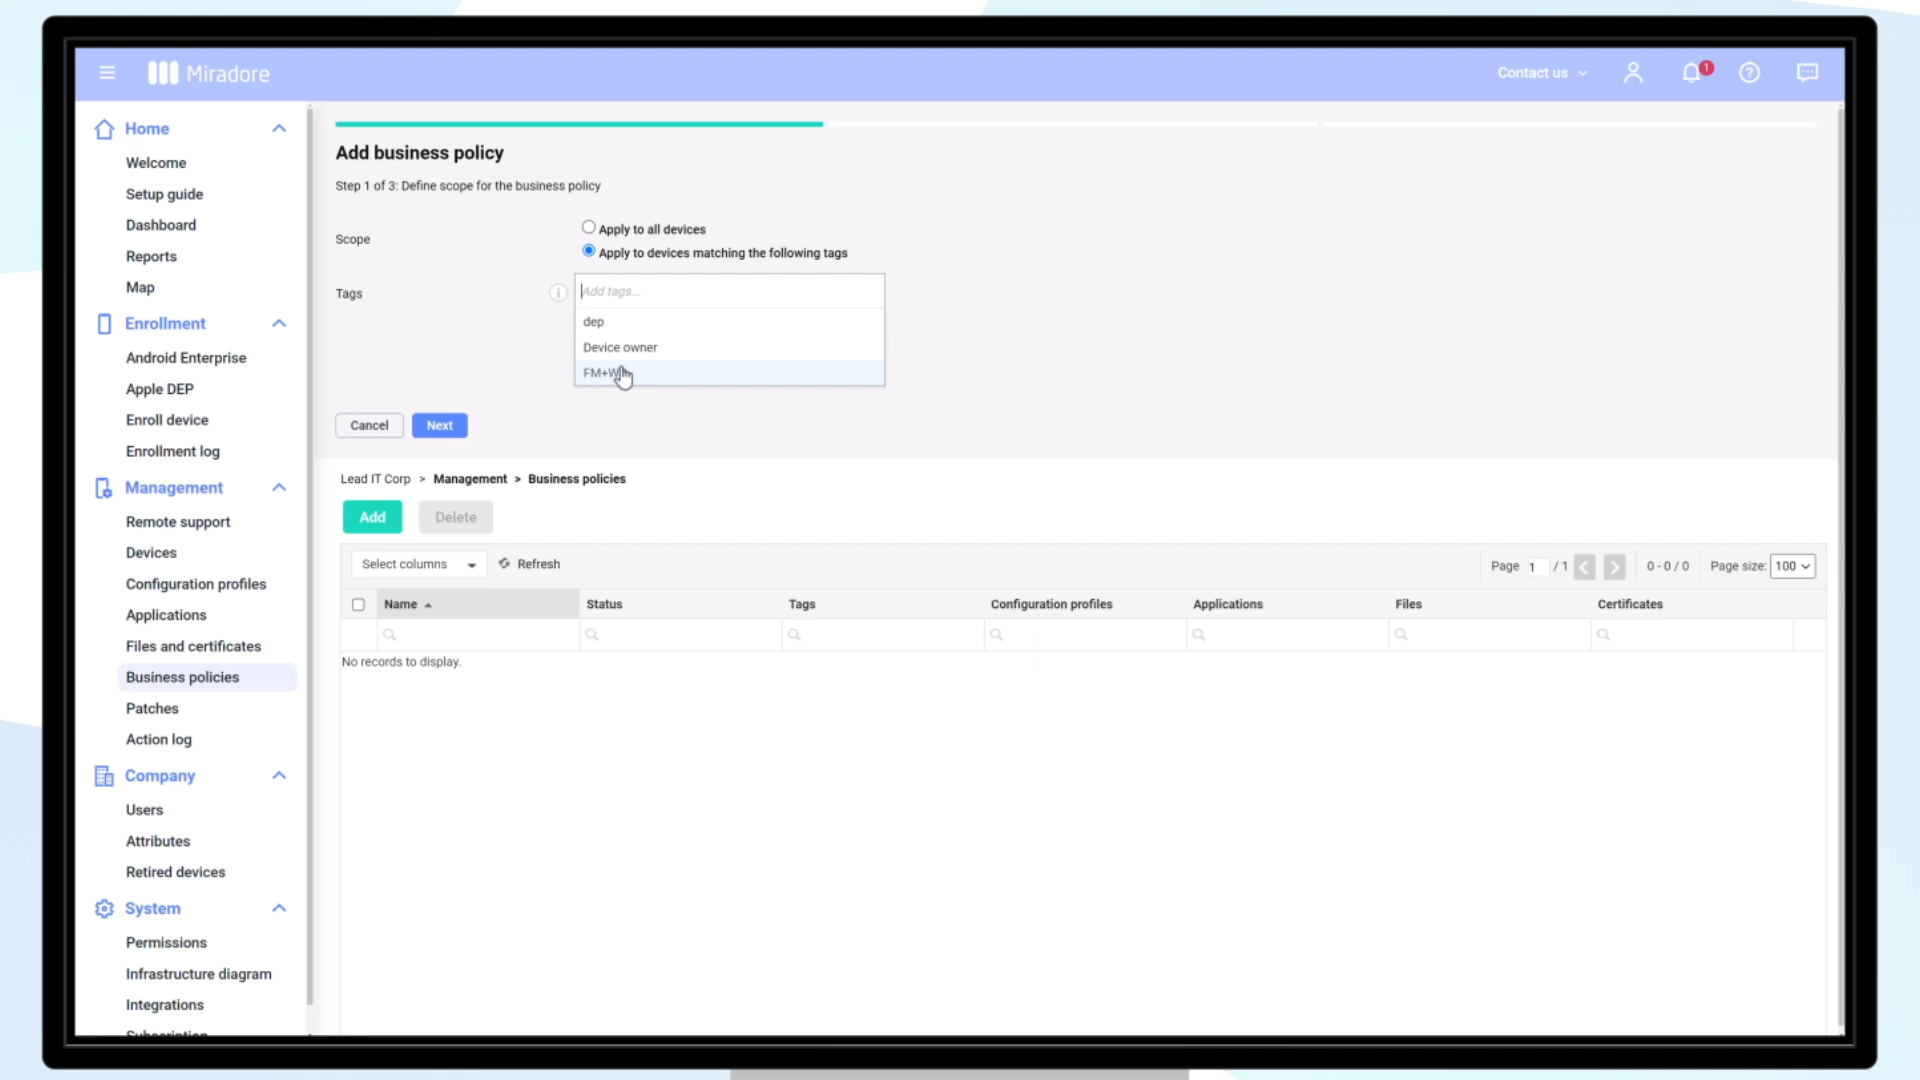 Miradore
Contact us
1
Home
Welcome
Setup guide
Dashboard
Reports
Map
Enrollment
Android Enterprise
Apple DEP
Enroll device
Enrollment log
Management
Remote support
Devices
Configuration profiles
Applications
Files and certificates
Business policies
Patches
Action log
Company
Users
Attributes
Retired devices
System
Permissions
Infrastructure diagram
Integrations
Subscription
Add business policy
Step 1 of 3: Define scope for the business policy
Scope
Apply to all devices
Apply to devices matching the following tags
Tags
Add tags...
dep
Device owner
Cancel Next
Lead IT Corp > Management > Business policies
Add Delete
Select columns Refresh Page 1 / 1 0 - 0 / 0 Page size: 100
Name Status Tags Configuration profiles Applications Files Certificates
No records to display.